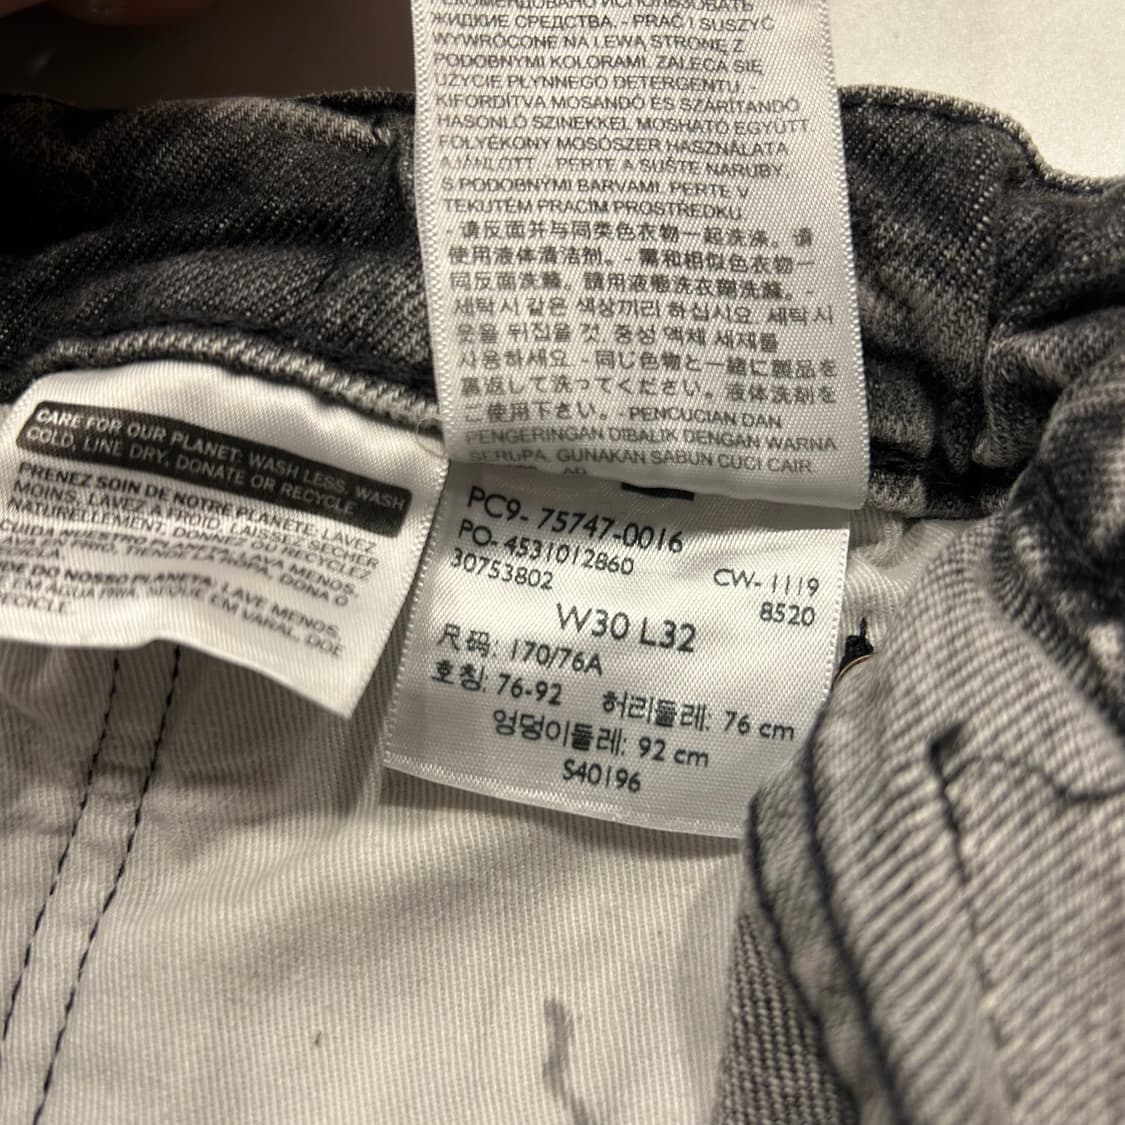 ЖИДКИЕ СРЕДСТВА. - PRAĆ I SUSZYĆ
WYWRÓCONE NA LEWĄ STRONĘ Z
PODOBNYMI KOLORAMI. ZALECA SIĘ
UŻYCIE PŁYNNEGO DETERGENTU. -
KIFORDÍTVA MOSANDÓ ÉS SZÁRÍTANDÓ
HASONLÓ SZÍNEKKEL MOSHATÓ EGYÜTT
FOLYÉKONY MOSÓSZER HASZNÁLATA
AJÁNLOTT. - PERTE A SUŠTE NARUBY,
S PODOBNÝMI BARVAMI. PERTE V
TEKUTÉM PRACÍM PROSTŘEDKU.
- 请反面并与同类色衣物一起洗涤。请
使用液体清洁剂。- 需和相似色衣物一
同反面洗滌。請用液態洗衣劑洗滌。-
세탁 시 같은 색상끼리 하십시오. 세탁 시
옷을 뒤집을 것. 중성 액체 세제를
사용하세요. - 同じ色物と一緒に製品を
裏返して洗ってください。液体洗剤を
ご使用下さい。- PENCUCIAN DAN
PENGERINGAN DIBALIK DENGAN WARNA
SERUPA. GUNAKAN SABUN CUCI CAIR.
CARE FOR OUR PLANET: WASH LESS, WASH
COLD, LINE DRY, DONATE OR RECYCLE.
PRENEZ SOIN DE NOTRE PLANÈTE, LAVEZ
MOINS, LAVEZ À FROID, LAISSEZ SÉCHER
NATURELLEMENT, DONNEZ OU RECYCLEZ
CUIDA NUESTRO PLANETA: LAVA MENOS,
FRÍO, TIENDE LA ROPA, DONA O
DE DO NOSSO PLANETA: LAVE MENOS,
EM ÁGUA FRIA, SEQUE EM VARAL, DOE
RECICLE.
PC9- 75747-0016
PO- 4531012860
30753802
CW- 1119
8520
W30 L32
尺码: 170/76A
호칭: 76-92 허리둘레: 76 cm
엉덩이둘레: 92 cm
S40196